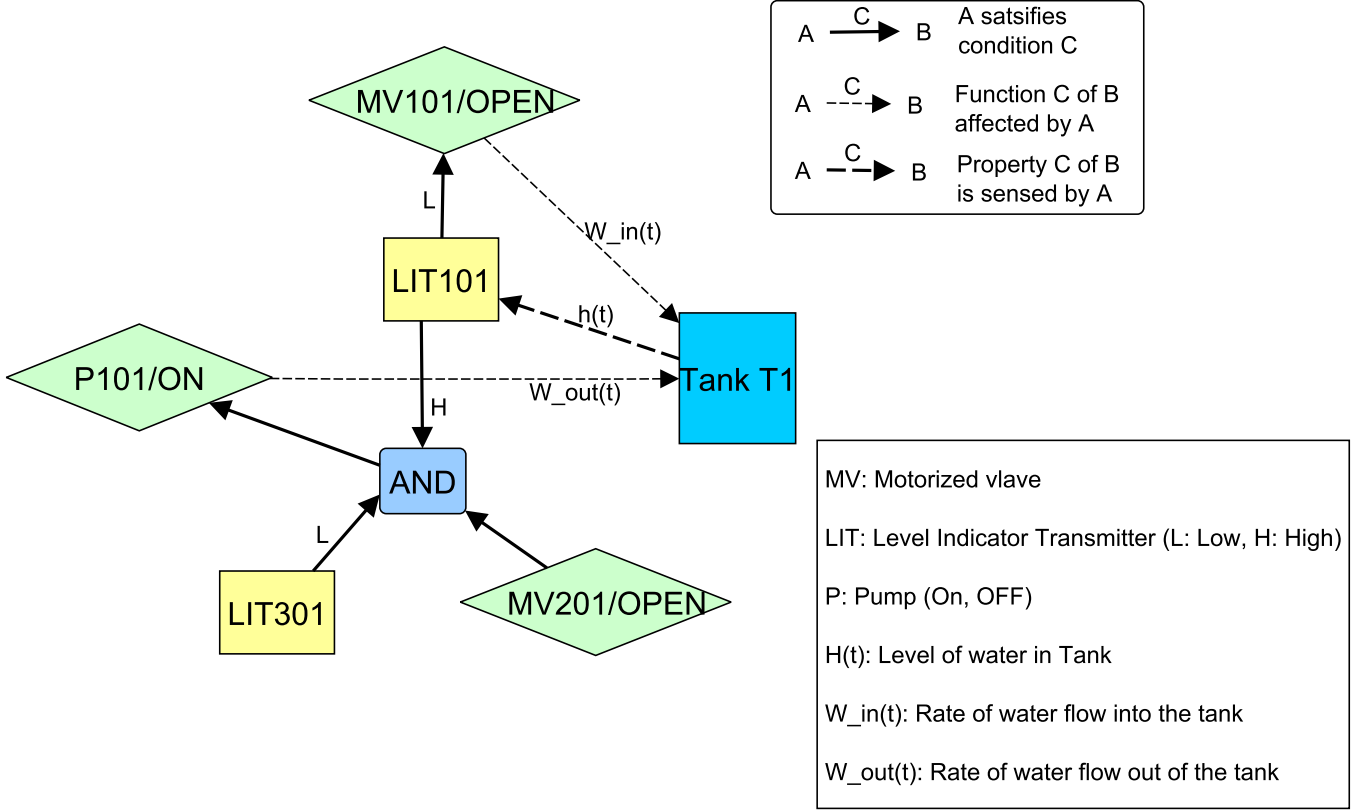 C
A
B
A satsifies
condition C
C
A
B
Function C of B
affected by A
C
A
B
Property C of B
is sensed by A
MV101/OPEN
L
W_in(t)
LIT101
h(t)
P101/ON
Tank T1
W_out(t)
H
AND
L
LIT301
MV201/OPEN
MV: Motorized vlave
LIT: Level Indicator Transmitter (L: Low, H: High)
P: Pump (On, OFF)
H(t): Level of water in Tank
W_in(t): Rate of water flow into the tank
W_out(t): Rate of water flow out of the tank